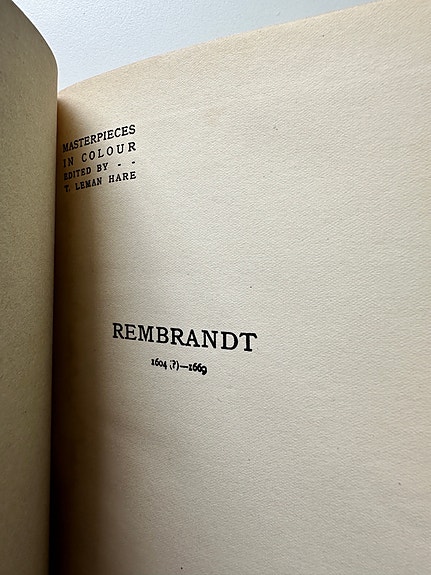 MASTERPIECES
IN COLOUR
EDITED BY - -
T. LEMAN HARE
REMBRANDT
1604 (?)—1669